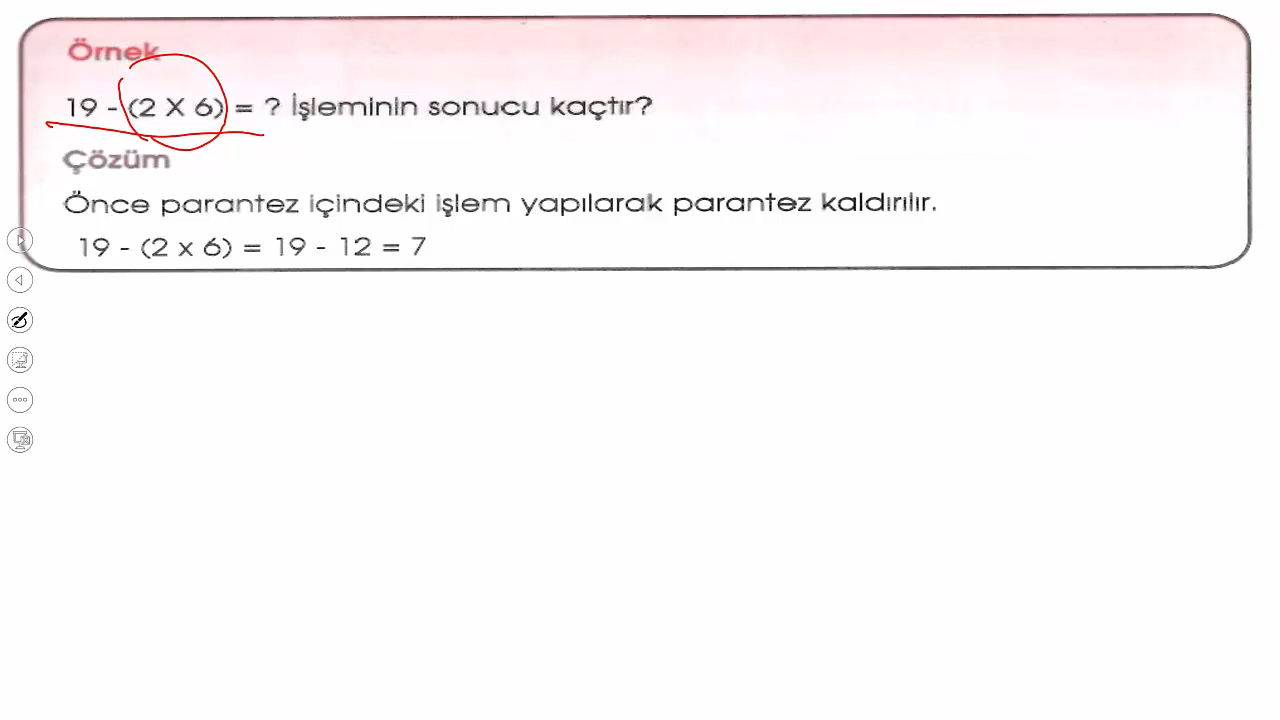 Örnek
19 - (2 X 6) = ? İşleminin sonucu kaçtır?
Çözüm
Önce parantez içindeki işlem yapılarak parantez kaldırılır.
19 - (2 x 6) = 19 - 12 = 7